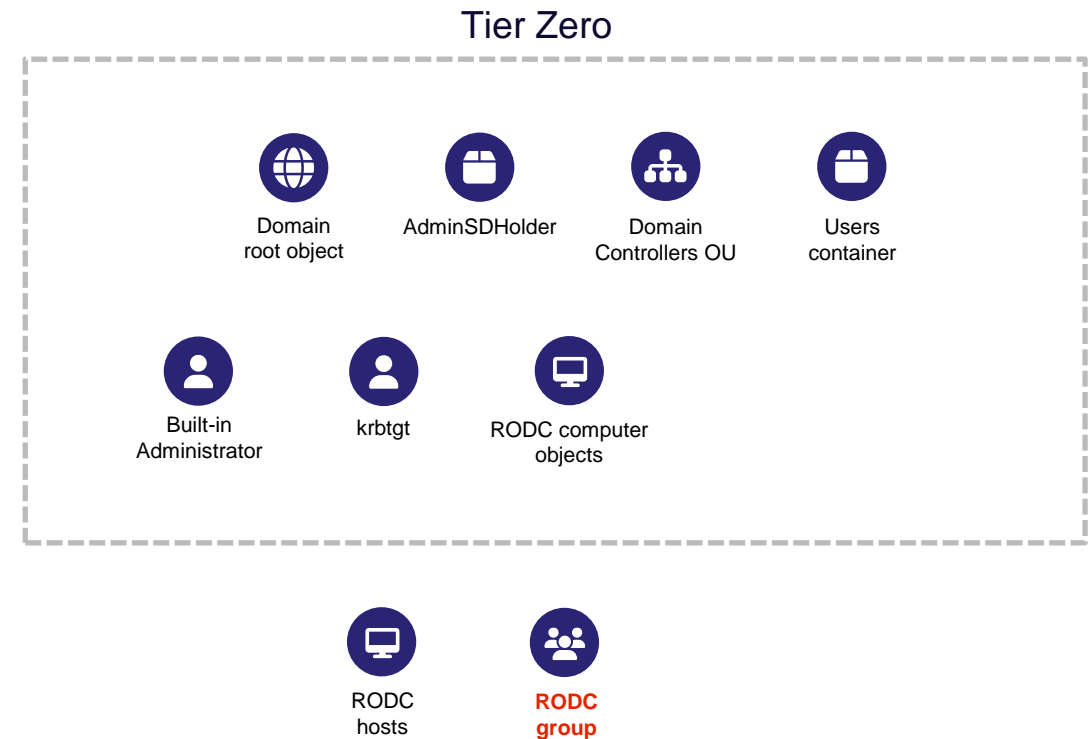 Tier Zero
Domain
root object
AdminSDHolder
Domain
Controllers OU
Users
container
Built-in
Administrator
krbtgt
RODC computer
objects
RODC
hosts
RODC
group